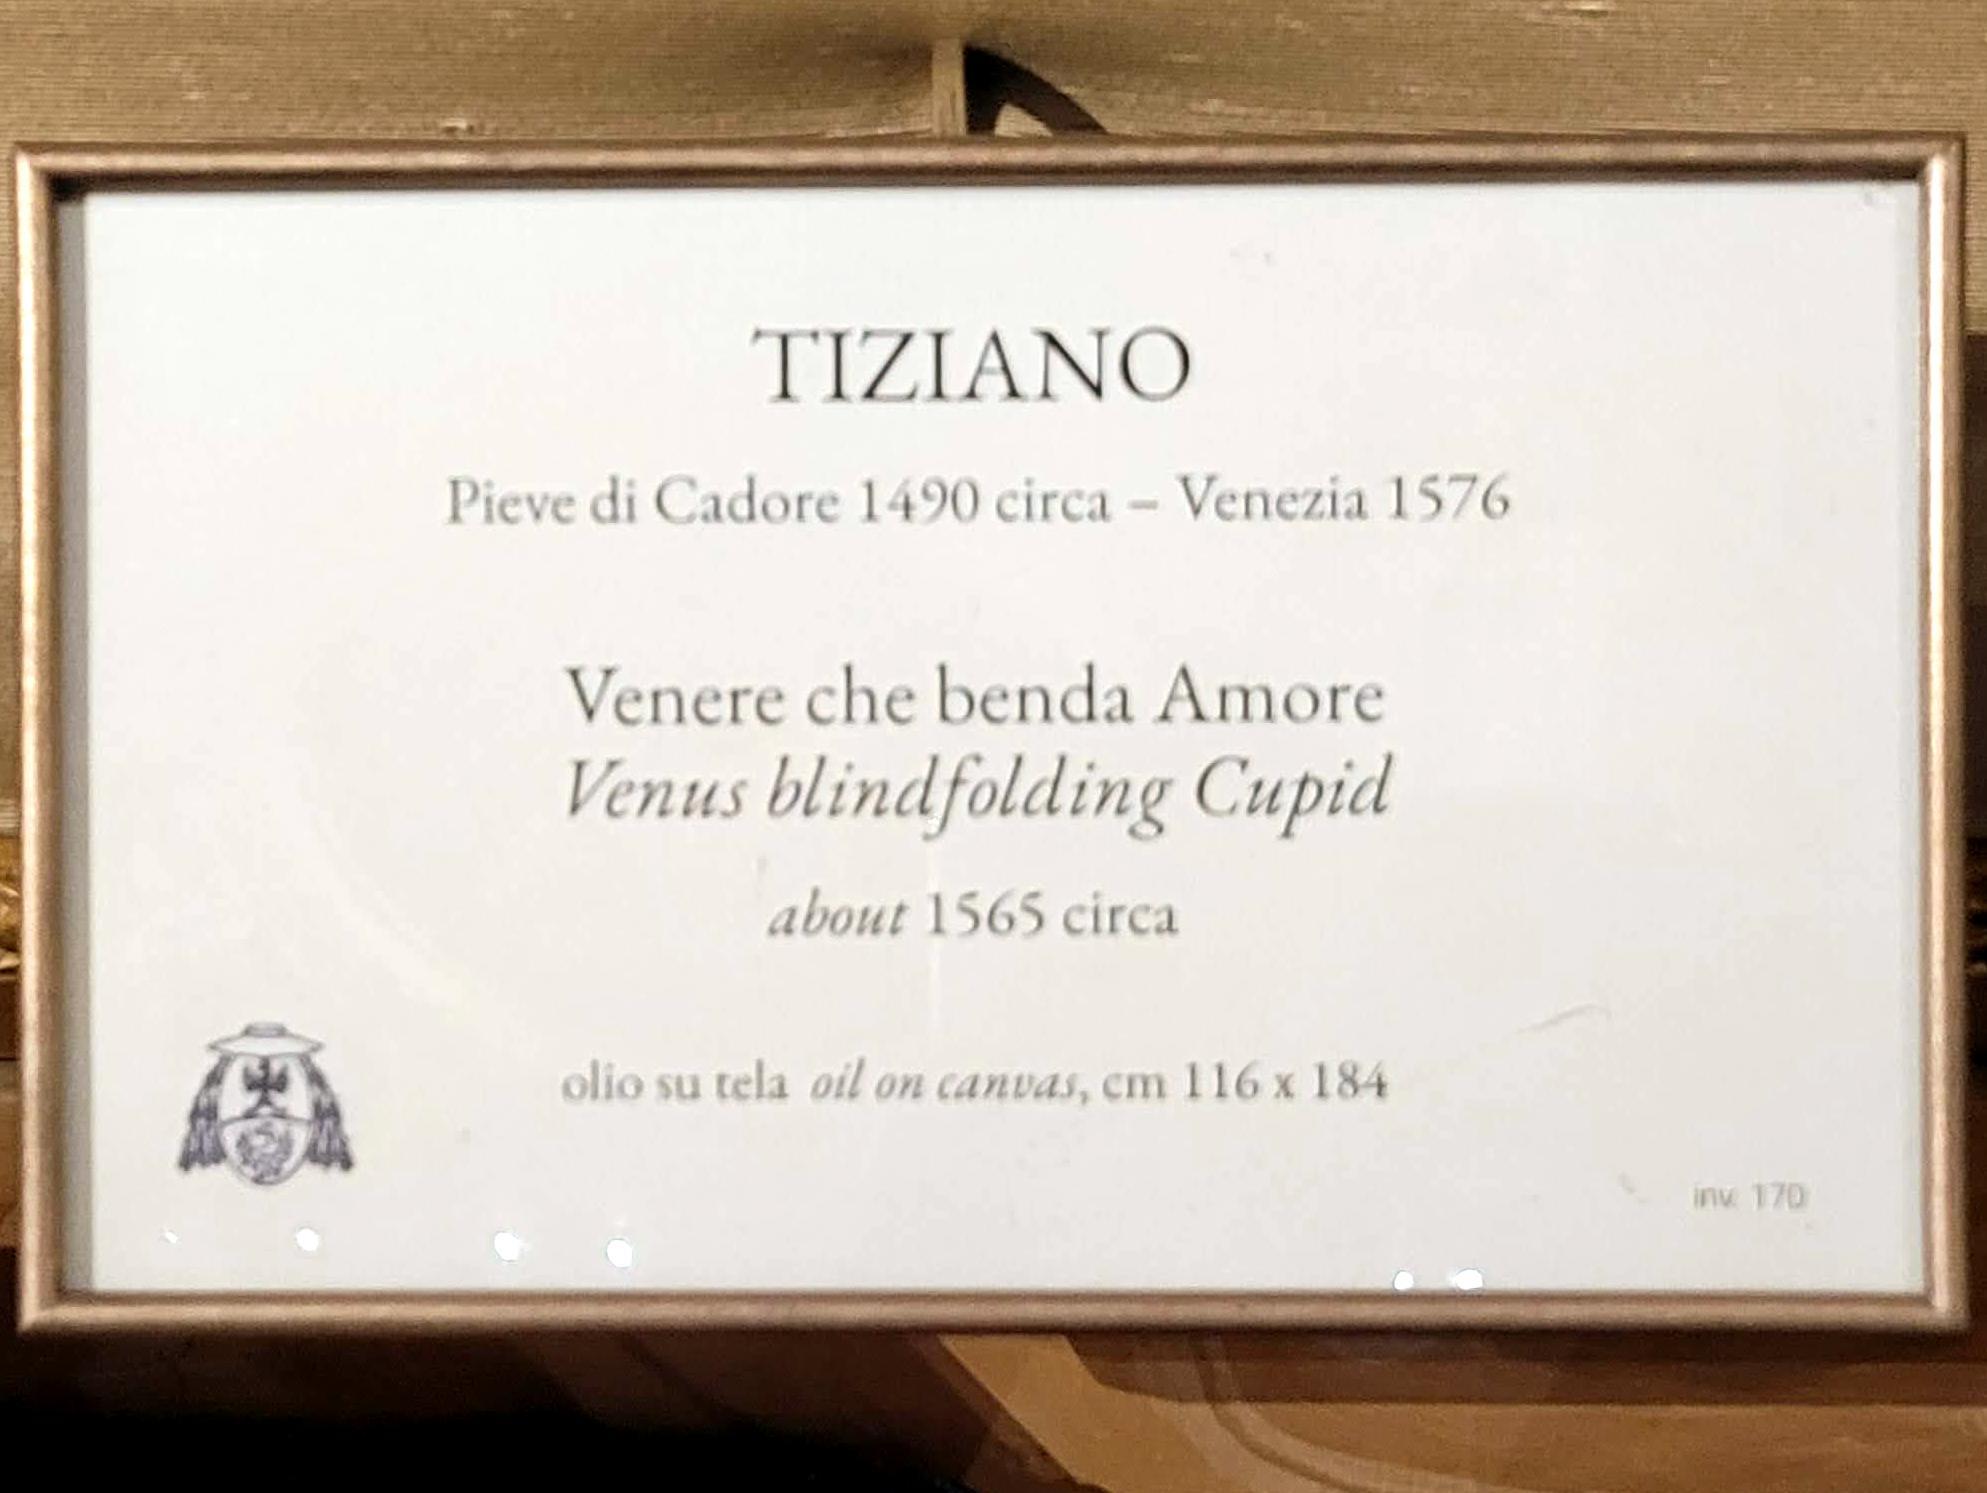 TIZIANO
Pieve di Cadore 1490 circa – Venezia 1576
Venere che benda Amore
Venus blindfolding Cupid
about 1565 circa
olio su tela oil on canvas, cm 116 x 184
inv. 170